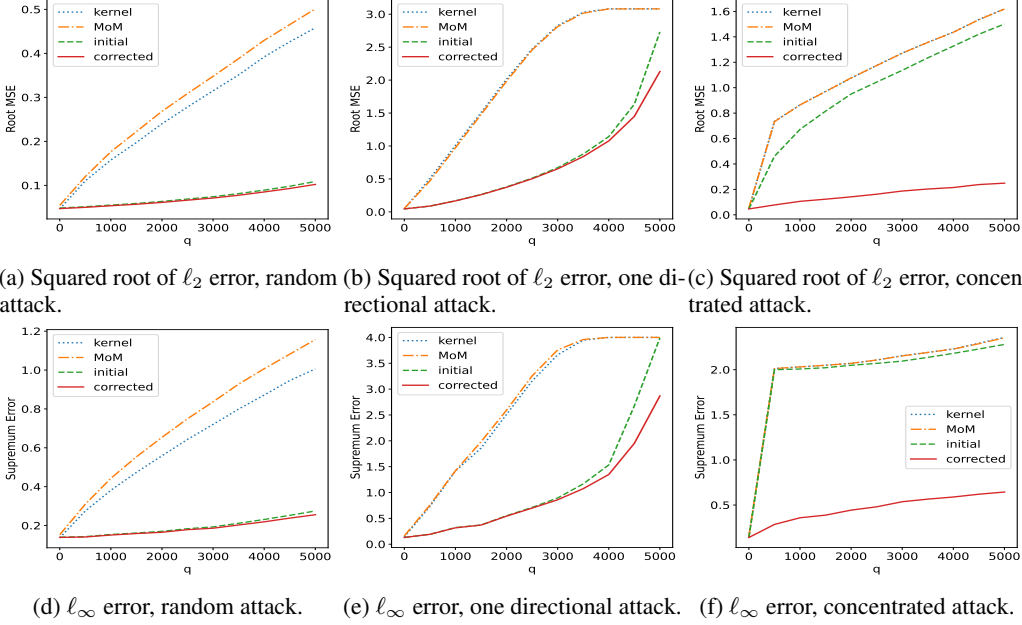 0.5
0.4
0.3
0.2
0.1
Root MSE
kernel
MoM
initial
corrected
0 1000 2000 3000 4000 5000
q
3.0
2.5
2.0
1.5
1.0
0.5
0.0
Root MSE
kernel
MoM
initial
corrected
0 1000 2000 3000 4000 5000
q
1.6
1.4
1.2
1.0
0.8
0.6
0.4
0.2
0.0
Root MSE
kernel
MoM
initial
corrected
0 1000 2000 3000 4000 5000
q
(a) Squared root of ℓ2 error, random
attack.
(b) Squared root of ℓ2 error, one di-
rectional attack.
(c) Squared root of ℓ2 error, concen
trated attack.
1.2
1.0
0.8
0.6
0.4
0.2
Supremum Error
kernel
MoM
initial
corrected
0 1000 2000 3000 4000 5000
q
4.0
3.5
3.0
2.5
2.0
1.5
1.0
0.5
0.0
Supremum Error
kernel
MoM
initial
corrected
0 1000 2000 3000 4000 5000
q
2.0
1.5
1.0
0.5
Supremum Error
kernel
MoM
initial
corrected
0 1000 2000 3000 4000 5000
q
(d) ℓ∞ error, random attack.
(e) ℓ∞ error, one directional attack.
(f) ℓ∞ error, concentrated attack.